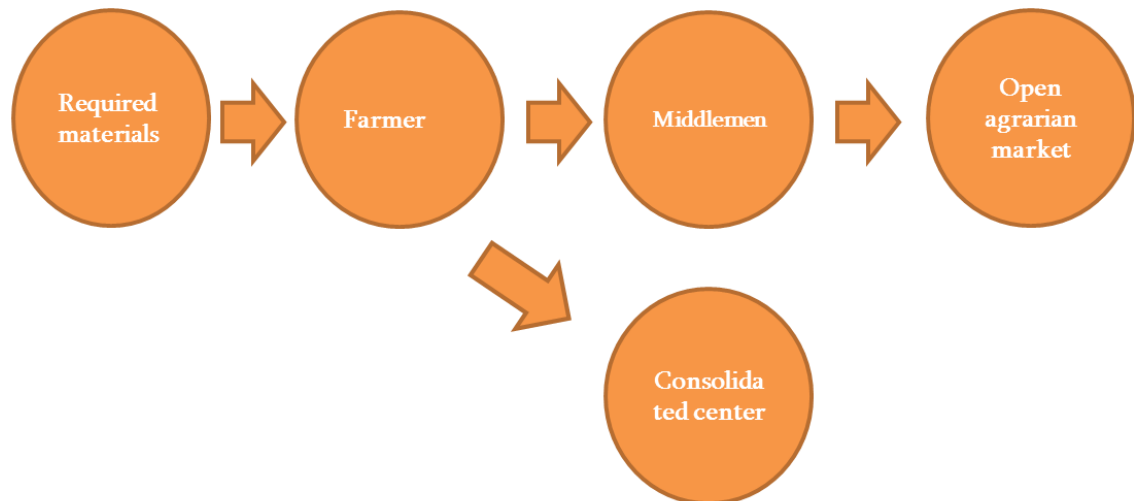 Required
materials
Farmer
Middlemen
Open
agrarian
market
Consolida
ted center